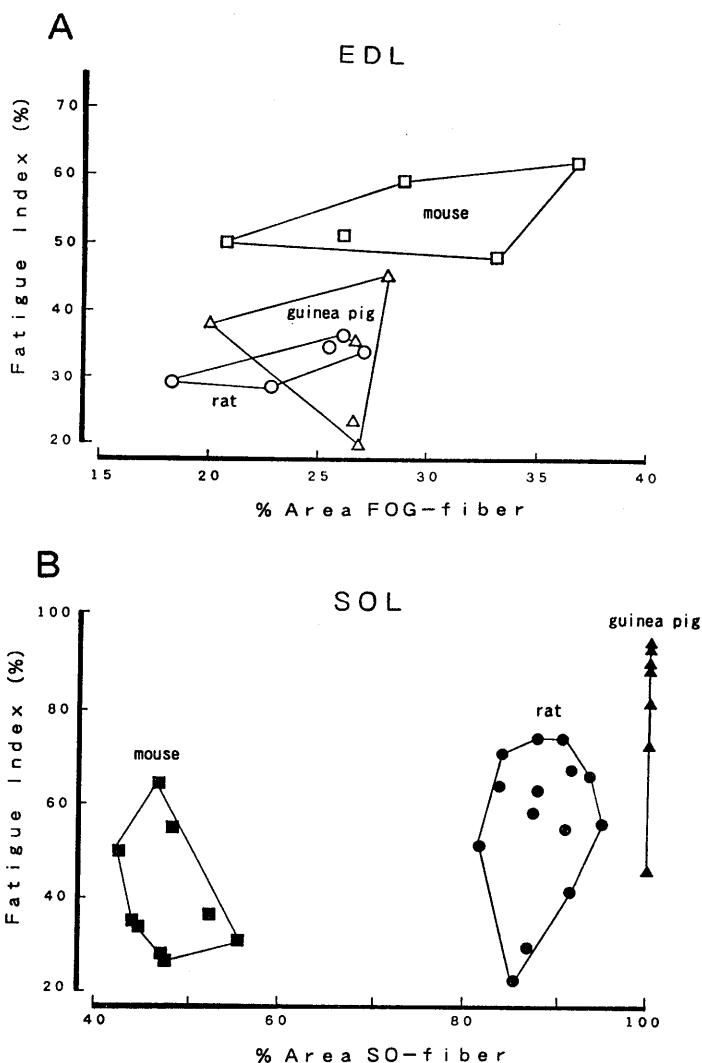 A
EDL
Fatigue Index (%)
70
60
50
40
30
20
mouse
guinea pig
rat
15 20 25 30 35 40
% Area FOG-fiber
B
SOL
Fatigue Index (%)
100
80
60
40
20
guinea pig
rat
mouse
40 60 80 100
% Area SO-fiber